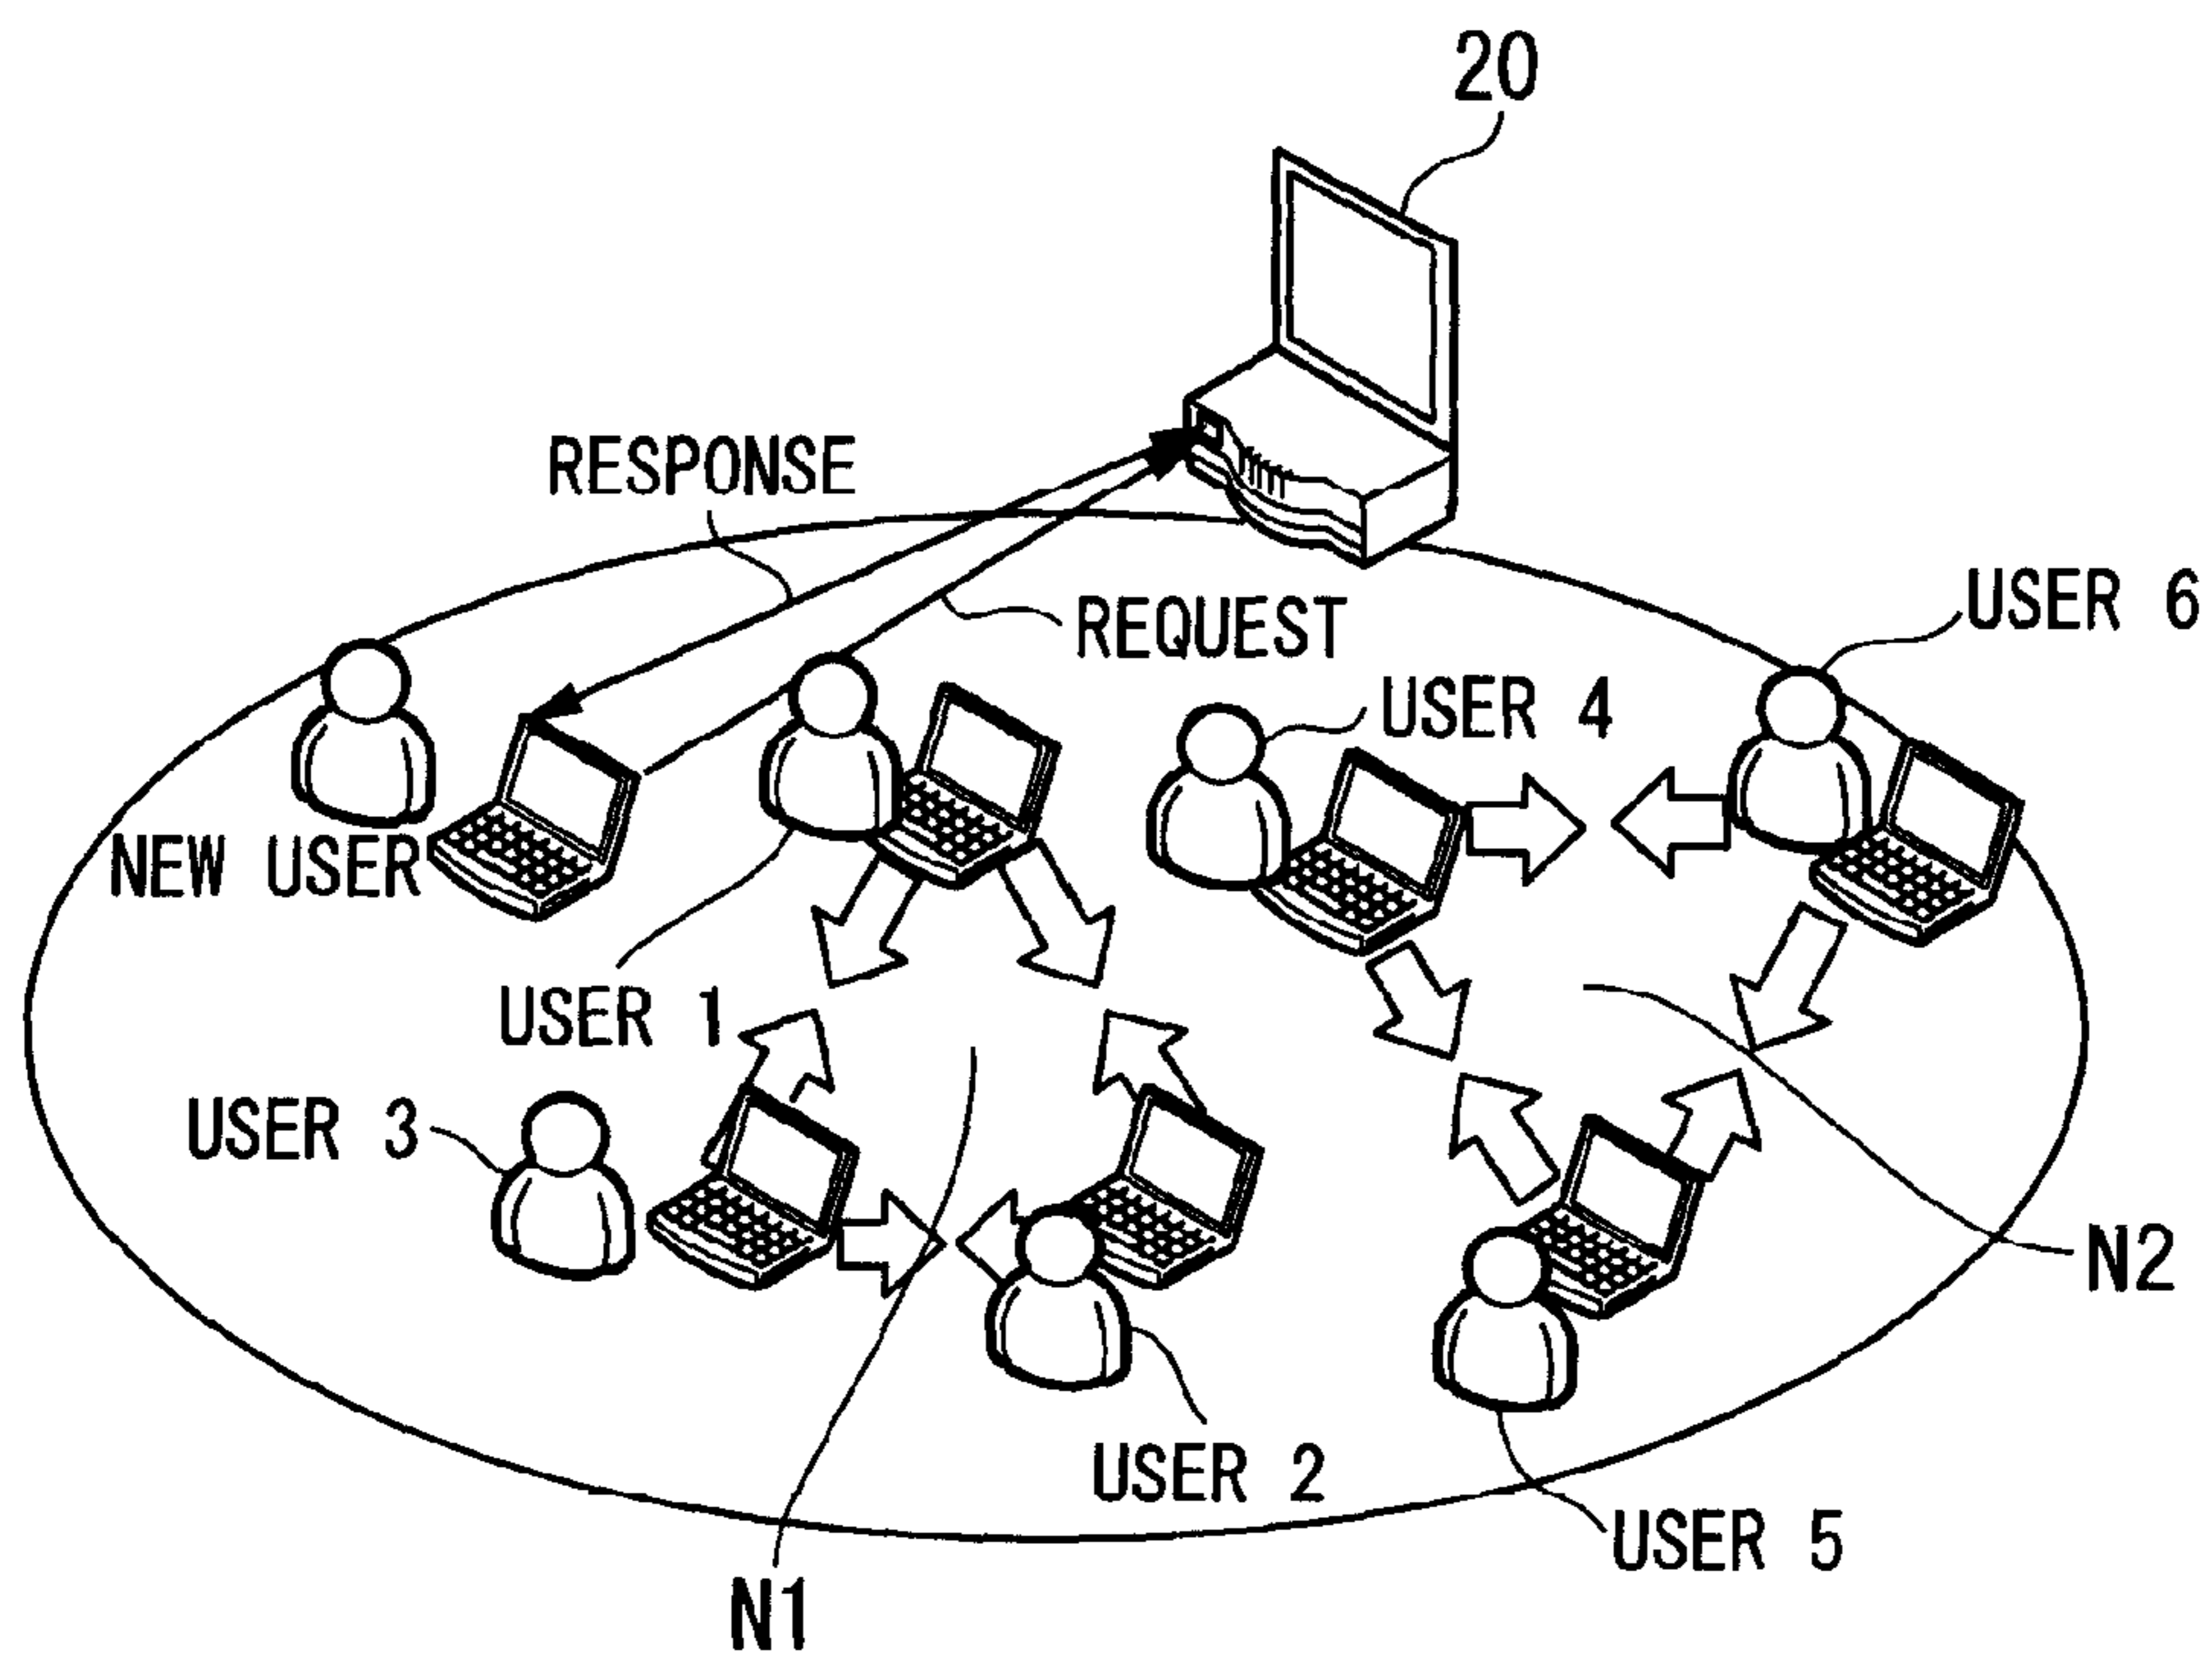 20
RESPONSE
REQUEST
USER 6
USER 4
NEW USER
USER 1
USER 3
N2
USER 2
USER 5
N1